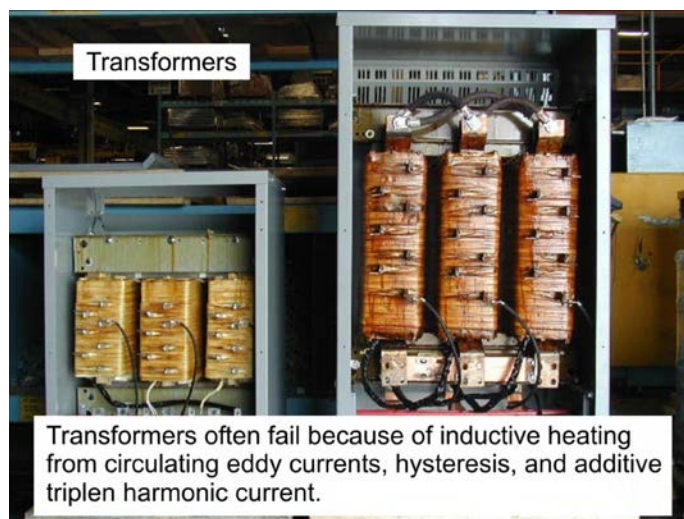 Transformers
Transformers often fail because of inductive heating
from circulating eddy currents, hysteresis, and additive
triplen harmonic current.